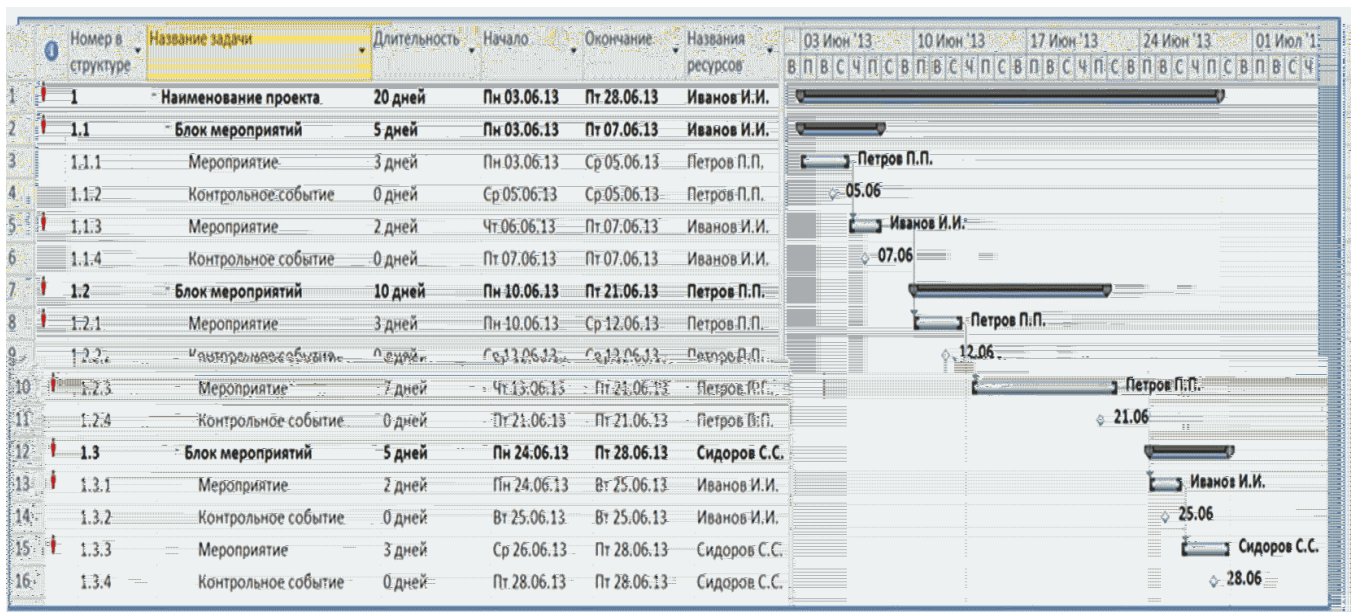 Номер в структуре Название задачи Длительность Начало Окончание Названия ресурсов 03 Июн '13 10 Июн '13 17 Июн '13 24 Июн '13 01 Июл '1
В П В С Ч П С В П В С Ч П С В П В С Ч П С В П В С Ч П С В П В С Ч
1 1 Наименование проекта 20 дней Пн 03.06.13 Пт 28.06.13 Иванов И.И.
2 1.1 Блок мероприятий 5 дней Пн 03.06.13 Пт 07.06.13 Иванов И.И.
3 1.1.1 Мероприятие 3 дней Пн 03.06.13 Ср 05.06.13 Петров П.П. Петров П.П.
4 1.1.2 Контрольное событие 0 дней Ср 05.06.13 Ср 05.06.13 Петров П.П. 05.06
5 1.1.3 Мероприятие 2 дней Чт 06.06.13 Пт 07.06.13 Иванов И.И. Иванов И.И.
6 1.1.4 Контрольное событие 0 дней Пт 07.06.13 Пт 07.06.13 Иванов И.И. 07.06
7 1.2 Блок мероприятий 10 дней Пн 10.06.13 Пт 21.06.13 Петров П.П.
8 1.2.1 Мероприятие 3 дней Пн 10.06.13 Ср 12.06.13 Петров П.П. Петров П.П.
9 1.2.2 Контрольное событие 0 дней 12.06
10 1.2.3 Мероприятие 7 дней Чт 13.06.13 Пт 21.06.13 Петров П.П. Петров П.П.
11 1.2.4 Контрольное событие 0 дней Пт 21.06.13 Пт 21.06.13 Петров П.П. 21.06
12 1.3 Блок мероприятий 5 дней Пн 24.06.13 Пт 28.06.13 Сидоров С.С.
13 1.3.1 Мероприятие 2 дней Пн 24.06.13 Вт 25.06.13 Иванов И.И. Иванов И.И.
14 1.3.2 Контрольное событие 0 дней Вт 25.06.13 Вт 25.06.13 Иванов И.И. 25.06
15 1.3.3 Мероприятие 3 дней Ср 26.06.13 Пт 28.06.13 Сидоров С.С. Сидоров С.С.
16 1.3.4 Контрольное событие 0 дней Пт 28.06.13 Пт 28.06.13 Сидоров С.С. 28.06